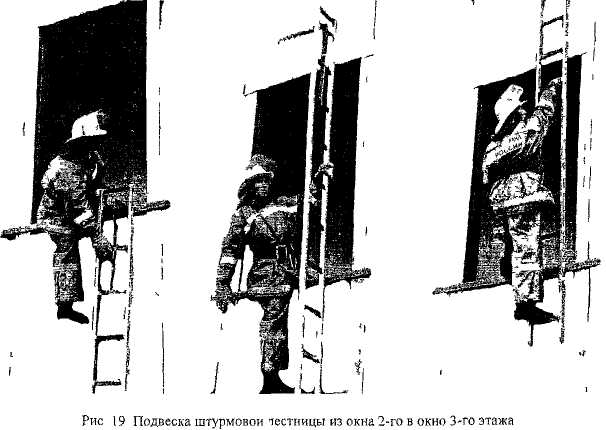 Рис 19 Подвеска штурмовои лестницы из окна 2-го в окно 3-го этажа